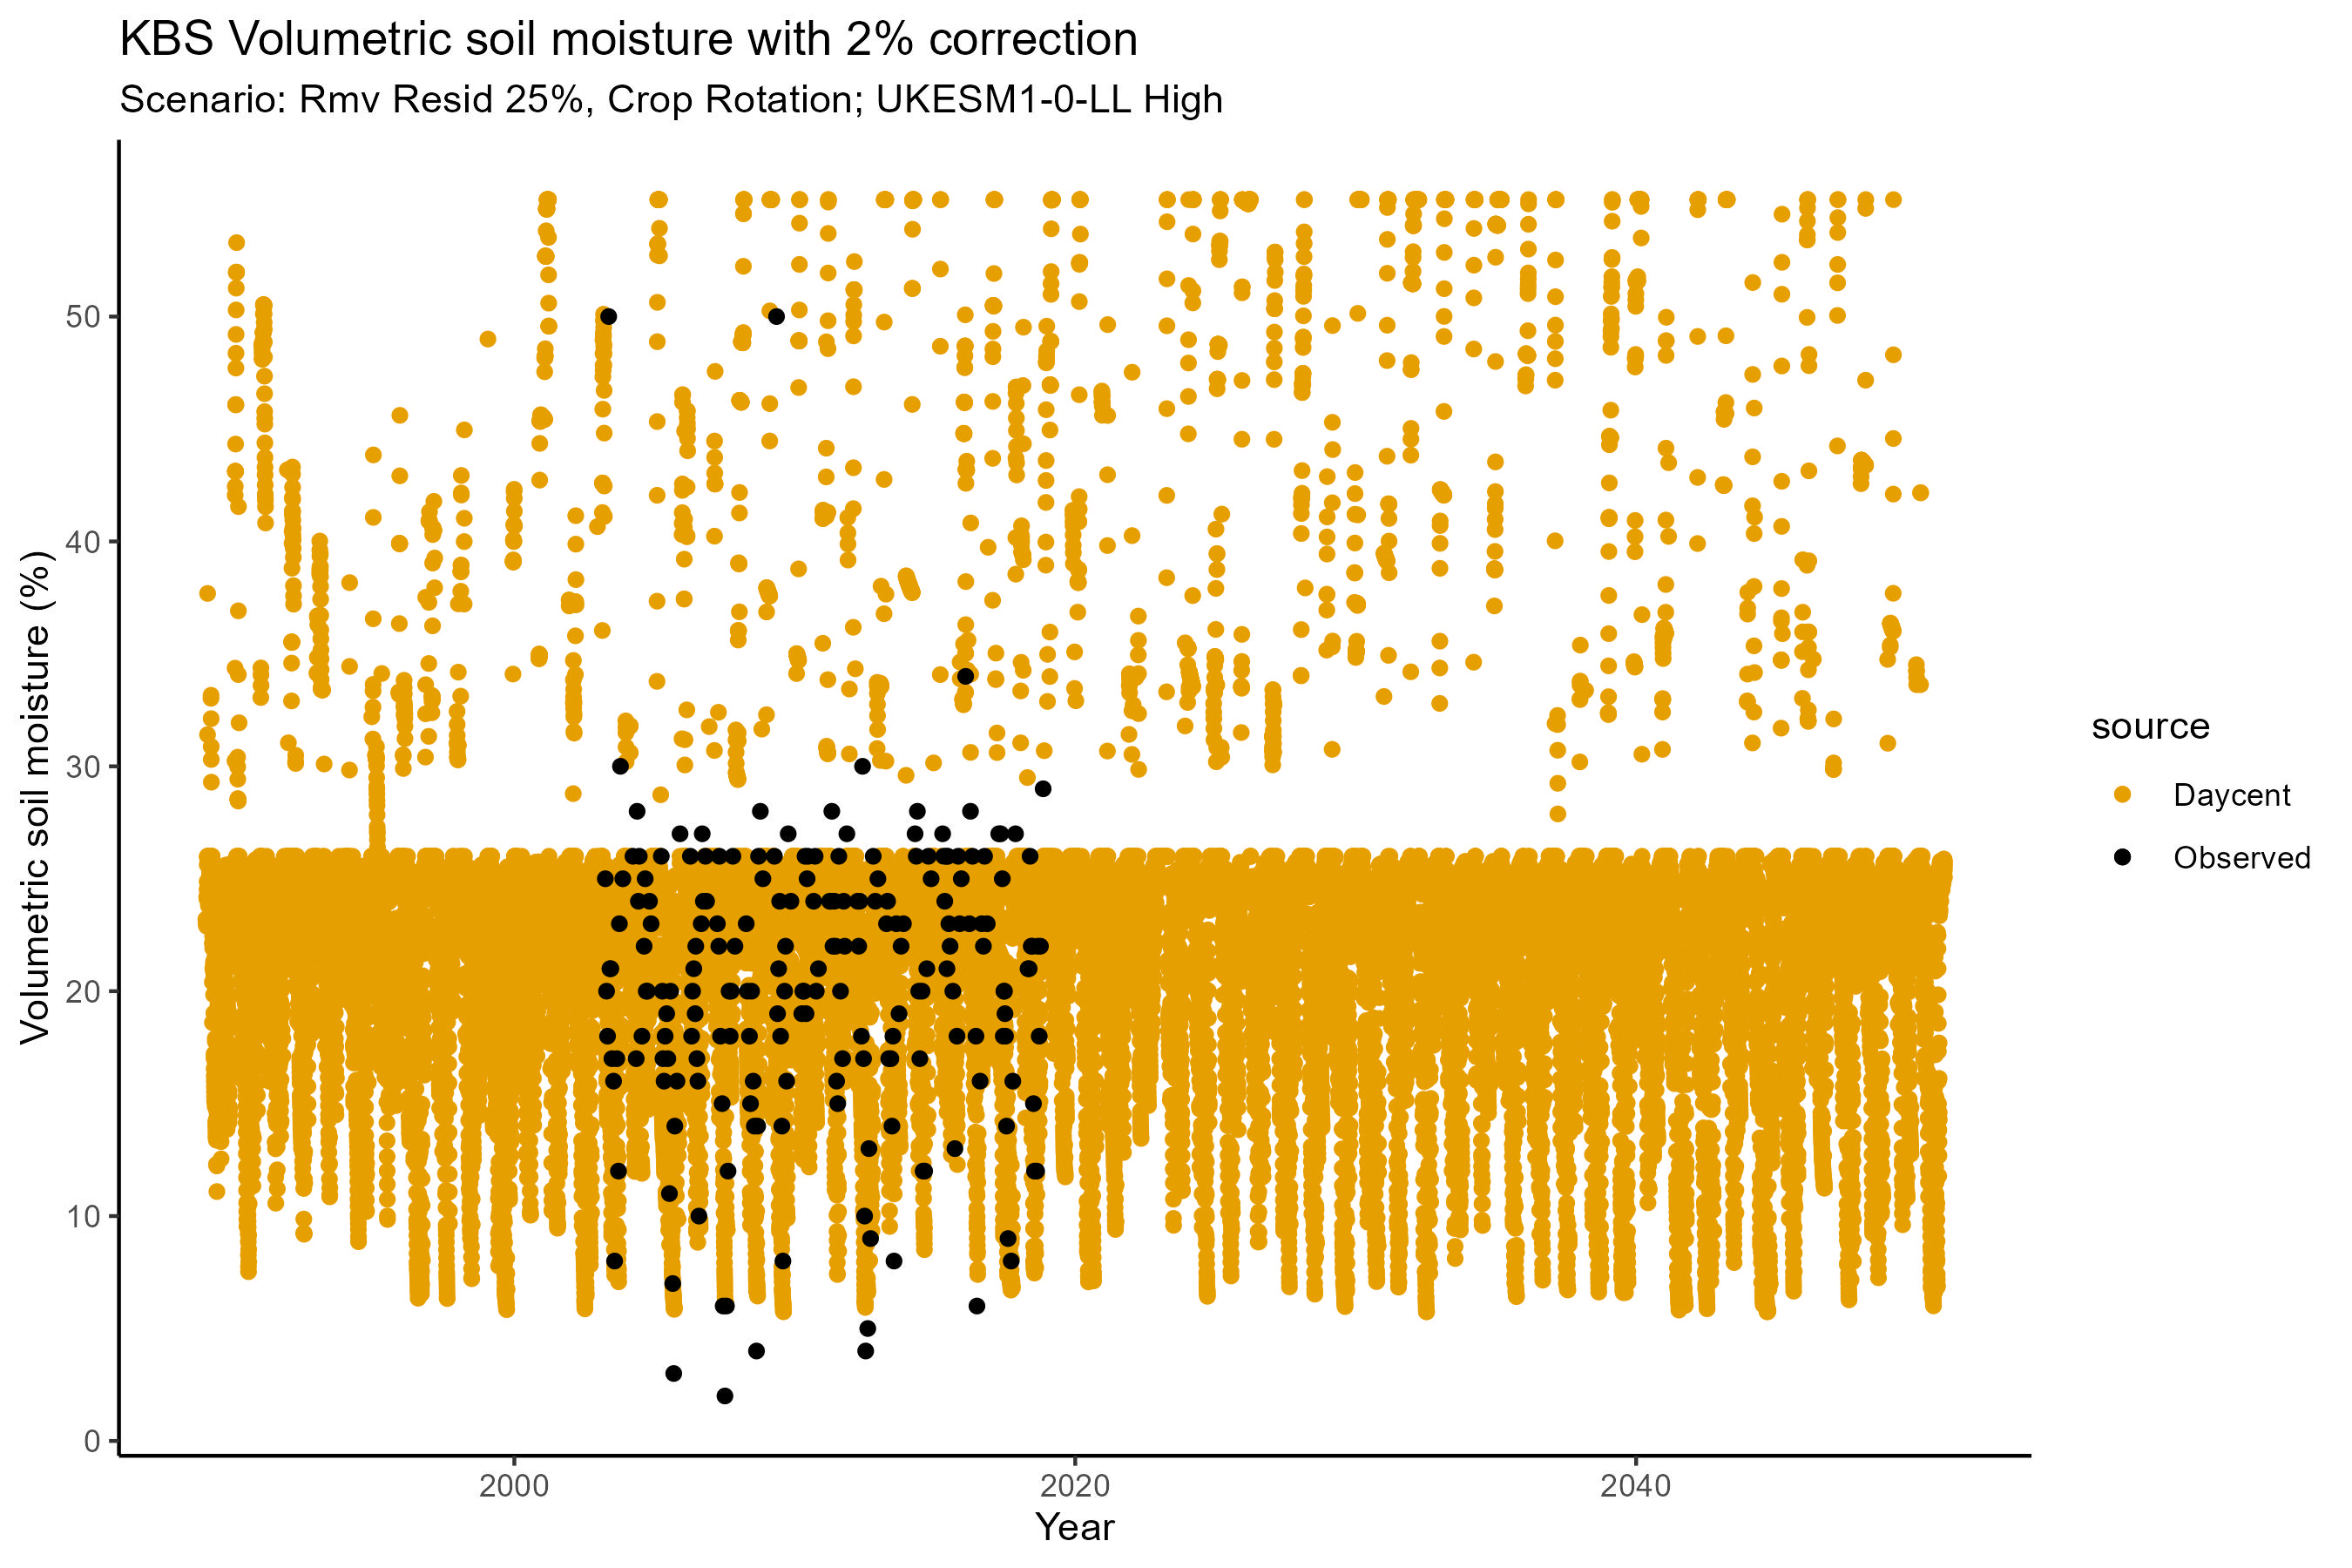 KBS Volumetric soil moisture with 2% correction
Scenario: Rmv Resid 25%, Crop Rotation; UKESM1-0-LL High
Volumetric soil moisture (%)
50
40
30
20
10
0
2000
2020
2040
Year
source
Daycent
Observed